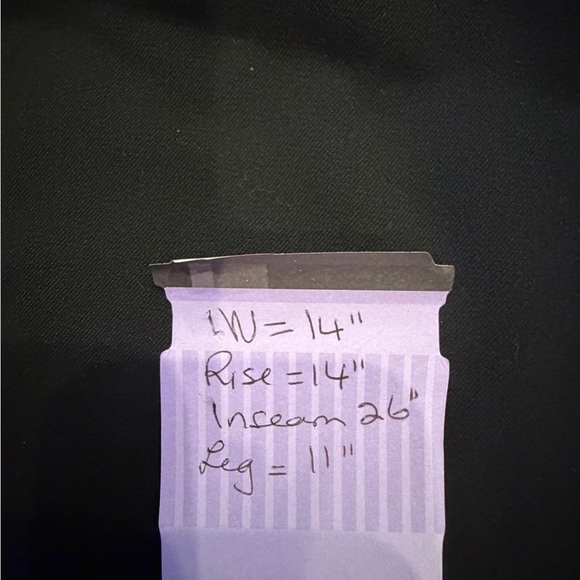 W = 14"
Rise = 14"
Inseam 26"
Leg = 11"